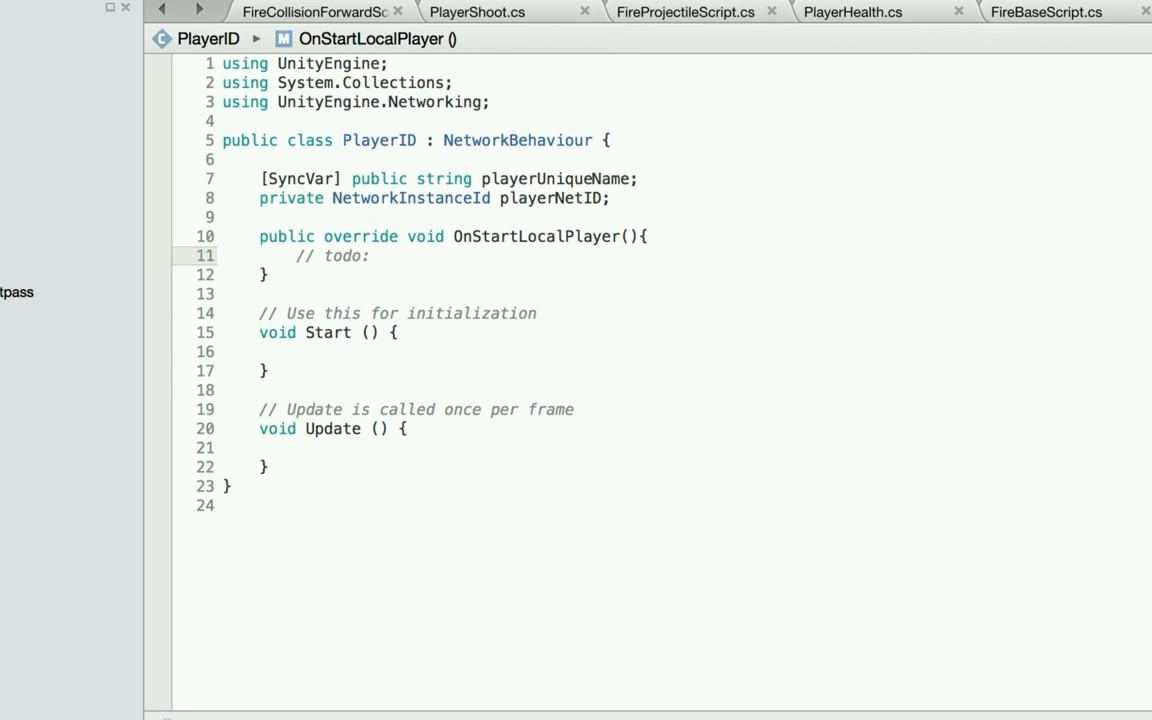 FireCollisionForwardSc
PlayerShoot.cs
FireProjectileScript.cs
PlayerHealth.cs
FireBaseScript.cs
PlayerID ▸ M OnStartLocalPlayer ()
tpass
1 using UnityEngine;
2 using System.Collections;
3 using UnityEngine.Networking;
4
5 public class PlayerID : NetworkBehaviour {
6
7 [SyncVar] public string playerUniqueName;
8 private NetworkInstanceId playerNetID;
9
10 public override void OnStartLocalPlayer(){
11 // todo:
12 }
13
14 // Use this for initialization
15 void Start () {
16
17 }
18
19 // Update is called once per frame
20 void Update () {
21
22 }
23 }
24